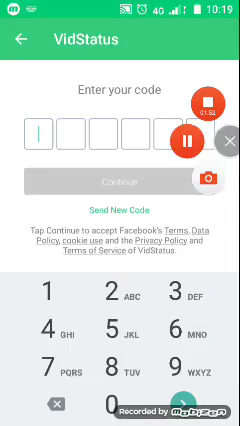 4G 10:19
VidStatus
Enter your code
01:52
Continue
Send New Code
Tap Continue to accept Facebook's Terms, Data
Policy, cookie use and the Privacy Policy and
Terms of Service of VidStatus.
1 2 ABC 3 DEF
4 GHI 5 JKL 6 MNO
7 PQRS 8 TUV 9 WXYZ
0
Recorded by MOBIZEN